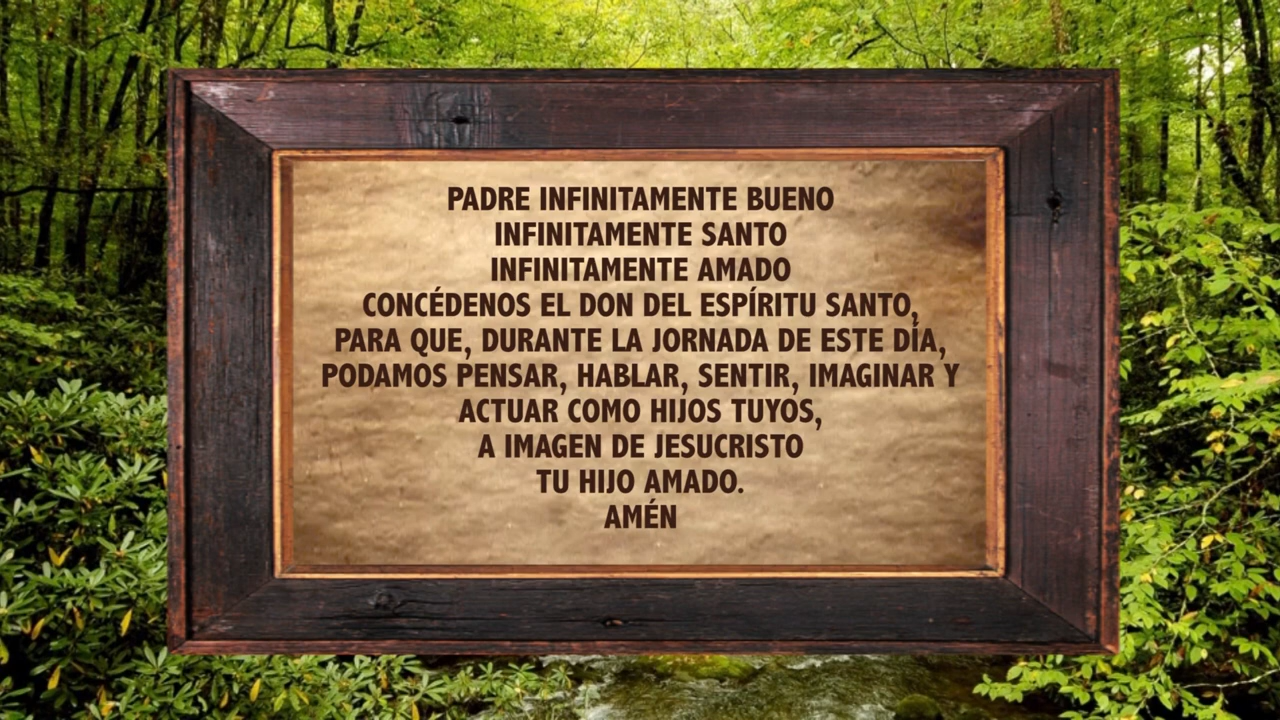 PADRE INFINITAMENTE BUENO
INFINITAMENTE SANTO
INFINITAMENTE AMADO
CONCÉDENOS EL DON DEL ESPÍRITU SANTO,
PARA QUE, DURANTE LA JORNADA DE ESTE DÍA,
PODAMOS PENSAR, HABLAR, SENTIR, IMAGINAR Y
ACTUAR COMO HIJOS TUYOS,
A IMAGEN DE JESUCRISTO
TU HIJO AMADO.
AMÉN